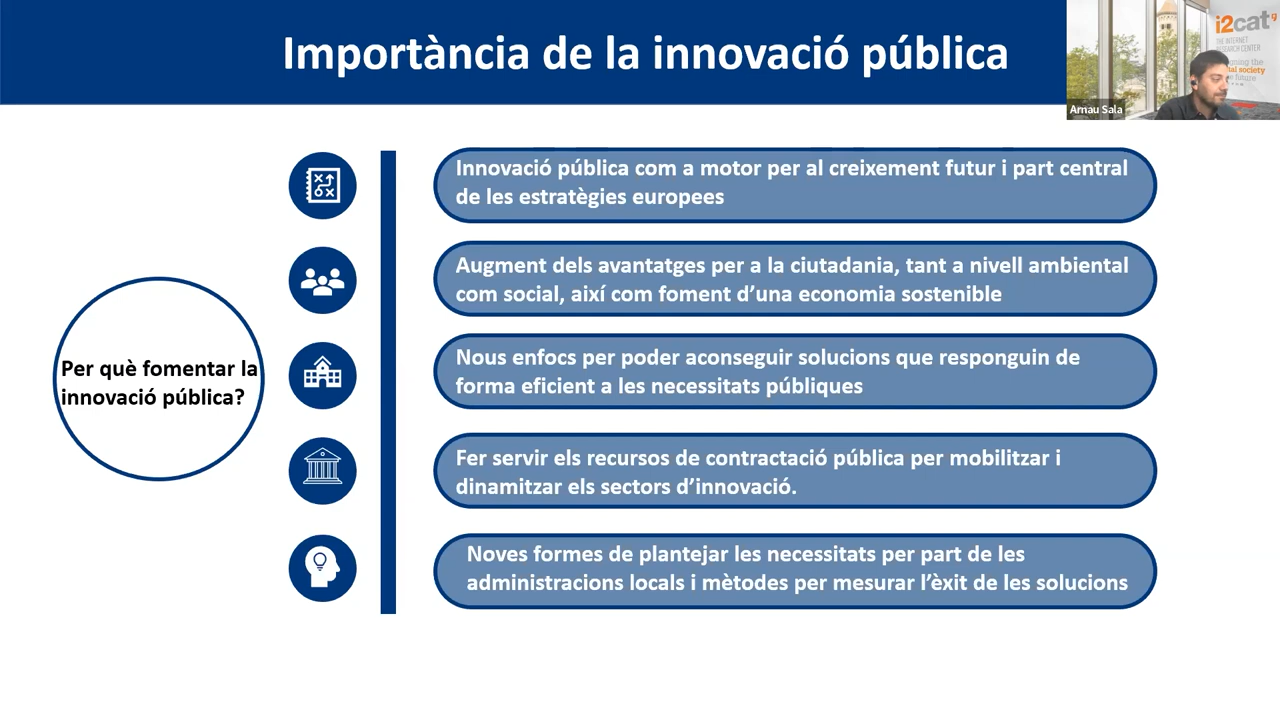 Importància de la innovació pública
i2cat
THE INTERNET
RESEARCH CENTER
the
society
future
Arnau Sala
Per què fomentar la
innovació pública?
Innovació pública com a motor per al creixement futur i part central
de les estratègies europees
Augment dels avantatges per a la ciutadania, tant a nivell ambiental
com social, així com foment d’una economia sostenible
Nous enfocs per poder aconseguir solucions que responguin de
forma eficient a les necessitats públiques
Fer servir els recursos de contractació pública per mobilitzar i
dinamitzar els sectors d’innovació.
Noves formes de plantejar les necessitats per part de les
administracions locals i mètodes per mesurar l’èxit de les solucions